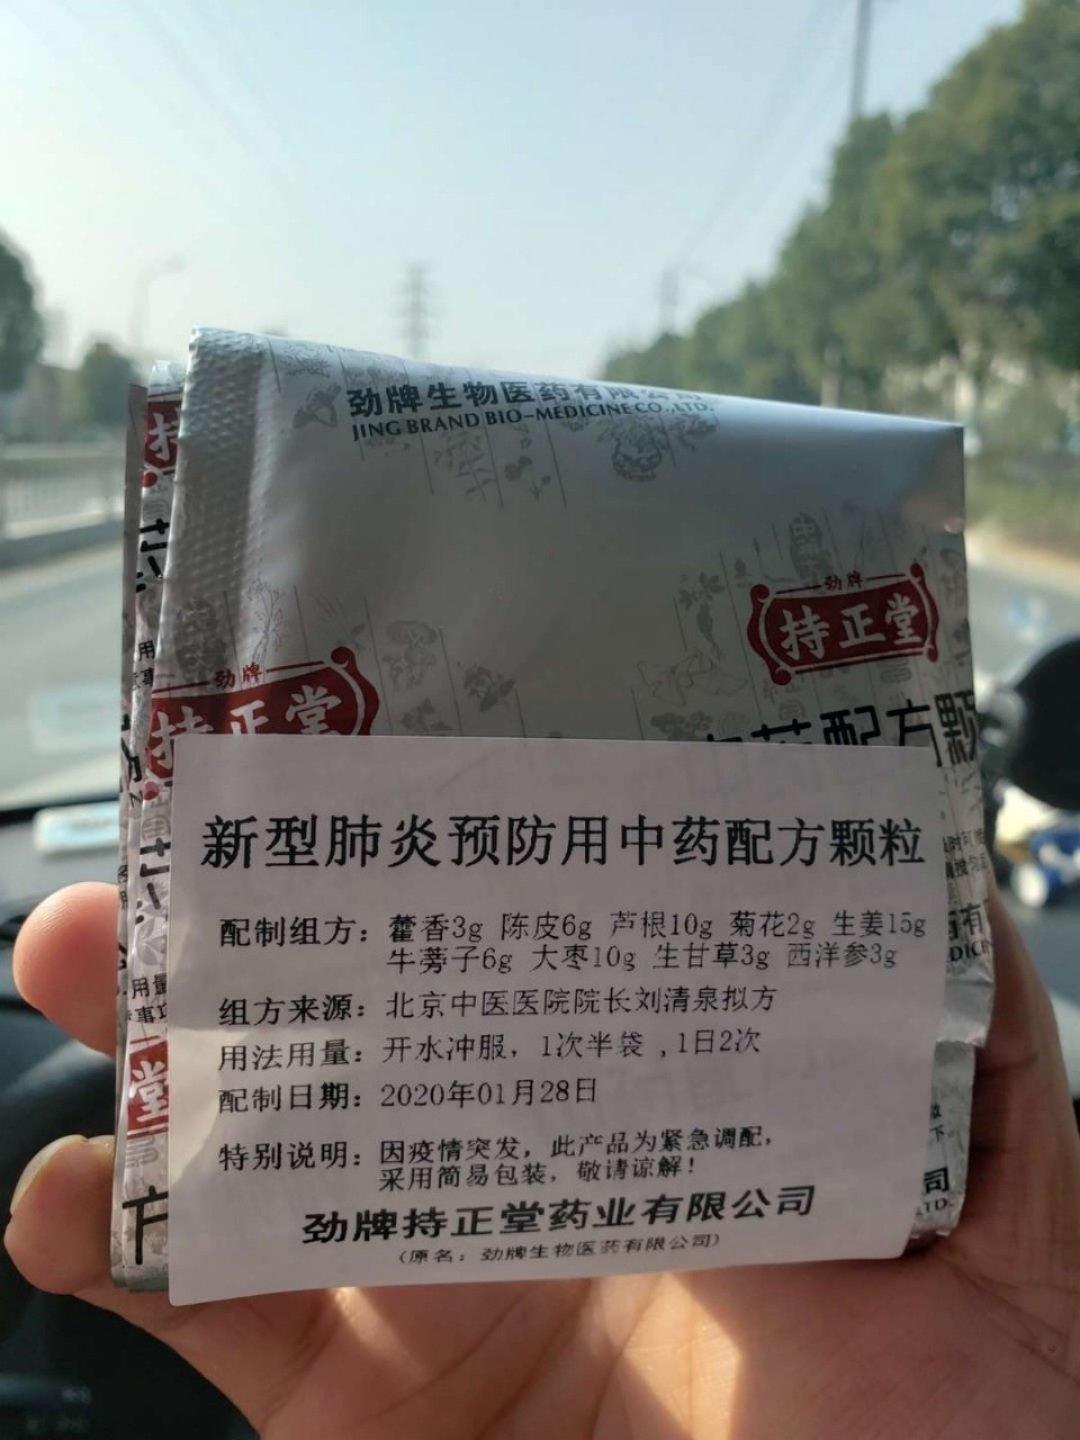 劲牌生物医药有限公司
JING BRAND BIO-MEDICINE CO.,LTD.
劲牌
持正堂
劲牌
持正堂
中药配方颗
新型肺炎预防用中药配方颗粒
配制组方：藿香3g 陈皮6g 芦根10g 菊花2g 生姜15g
牛蒡子6g 大枣10g 生甘草3g 西洋参3g
组方来源：北京中医医院院长刘清泉拟方
用法用量：开水冲服，1次半袋，1日2次
配制日期：2020年01月28日
特别说明：因疫情突发，此产品为紧急调配，
采用简易包装，敬请谅解！
劲牌持正堂药业有限公司
（原名：劲牌生物医药有限公司）